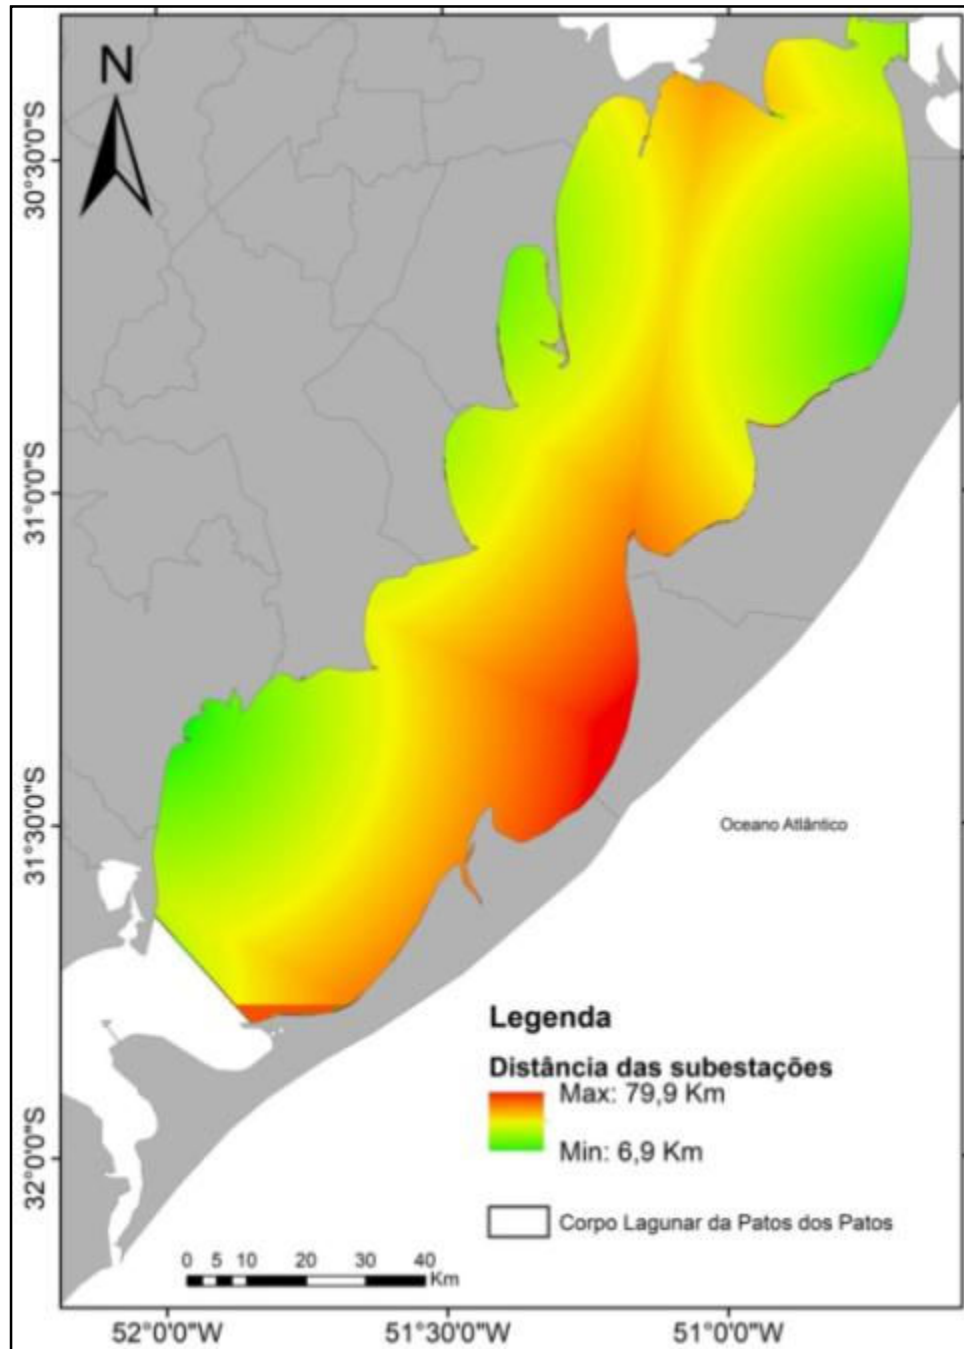 N
30°30'0"S
31°0'0"S
31°30'0"S
32°0'0"S
Oceano Atlântico
Legenda
Distância das subestações
Max: 79,9 Km
Min: 6,9 Km
Corpo Lagunar da Patos dos Patos
0 5 10 20 30 40
Km
52°0'0"W 51°30'0"W 51°0'0"W